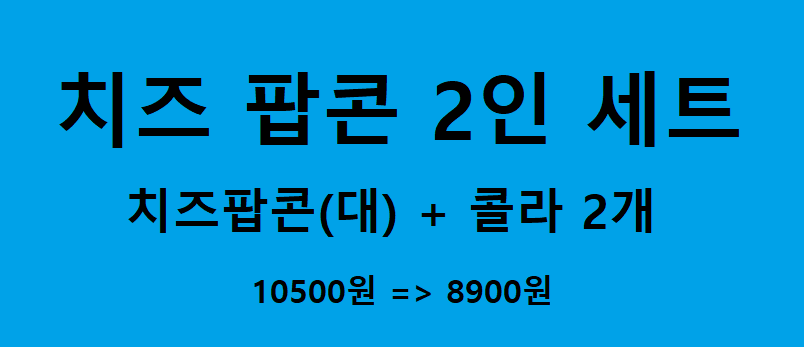 치즈 팝콘 2인 세트
치즈팝콘(대) + 콜라 2개
10500원 => 8900원